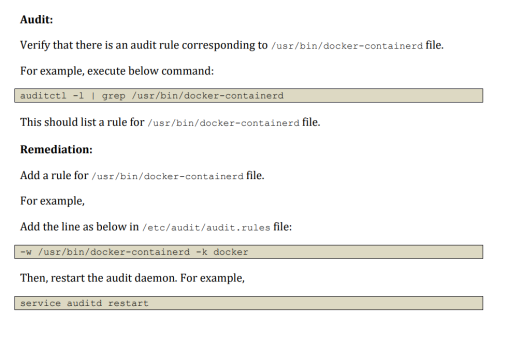 Audit:
Verify that there is an audit rule corresponding to /usr/bin/docker-containerd file.
For example, execute below command:
auditctl -l | grep /usr/bin/docker-containerd
This should list a rule for /usr/bin/docker-containerd file.
Remediation:
Add a rule for /usr/bin/docker-containerd file.
For example,
Add the line as below in /etc/audit/audit.rules file:
-w /usr/bin/docker-containerd -k docker
Then, restart the audit daemon. For example,
service auditd restart